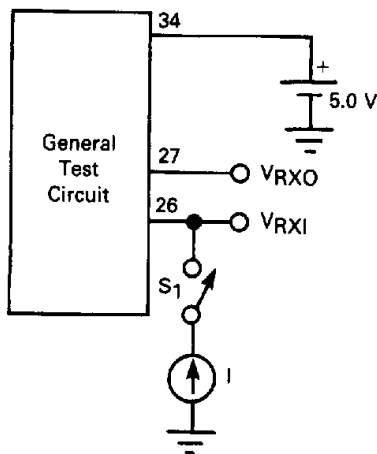 34
+
5.0 V
General
Test
Circuit
27
VRXO
26
VRXI
S1
I